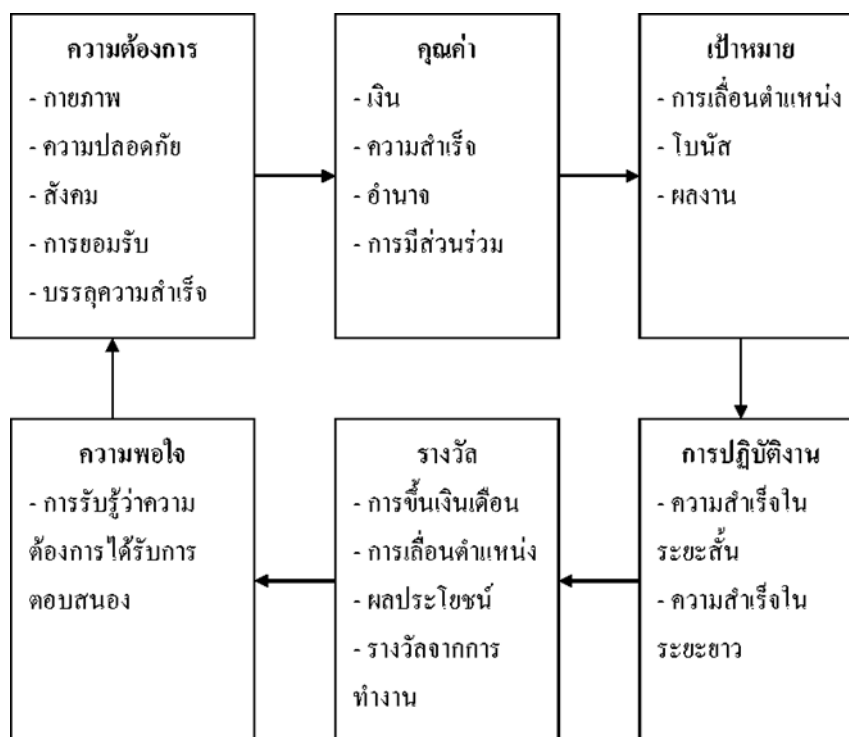 ความต้องการ
- กายภาพ
- ความปลอดภัย
- สังคม
- การยอมรับ
- บรรลุความสำเร็จ
คุณค่า
- เงิน
- ความสำเร็จ
- อำนาจ
- การมีส่วนร่วม
เป้าหมาย
- การเลื่อนตำแหน่ง
- โบนัส
- ผลงาน
การปฏิบัติงาน
- ความสำเร็จใน
ระยะสั้น
- ความสำเร็จใน
ระยะยาว
รางวัล
- การขึ้นเงินเดือน
- การเลื่อนตำแหน่ง
- ผลประโยชน์
- รางวัลจากการ
ทำงาน
ความพอใจ
- การรับรู้ว่าความ
ต้องการได้รับการ
ตอบสนอง